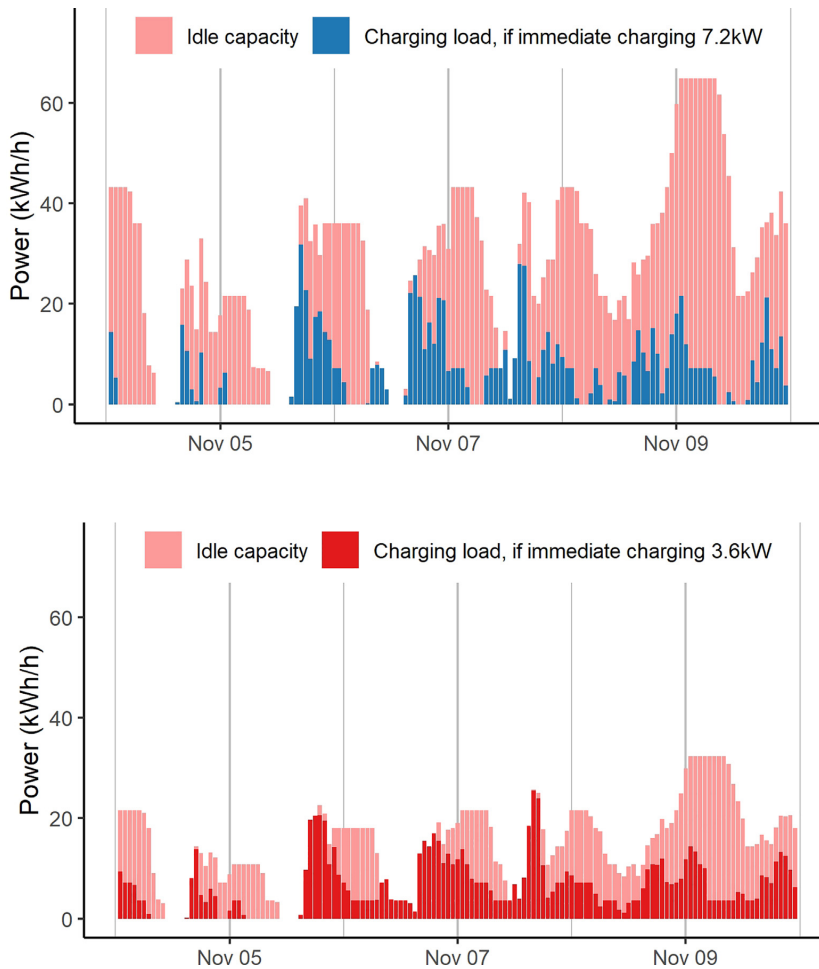 Idle capacity Charging load, if immediate charging 7.2kW
Power (kWh/h)
60
40
20
0
Nov 05 Nov 07 Nov 09
Idle capacity Charging load, if immediate charging 3.6kW
Power (kWh/h)
60
40
20
0
Nov 05 Nov 07 Nov 09